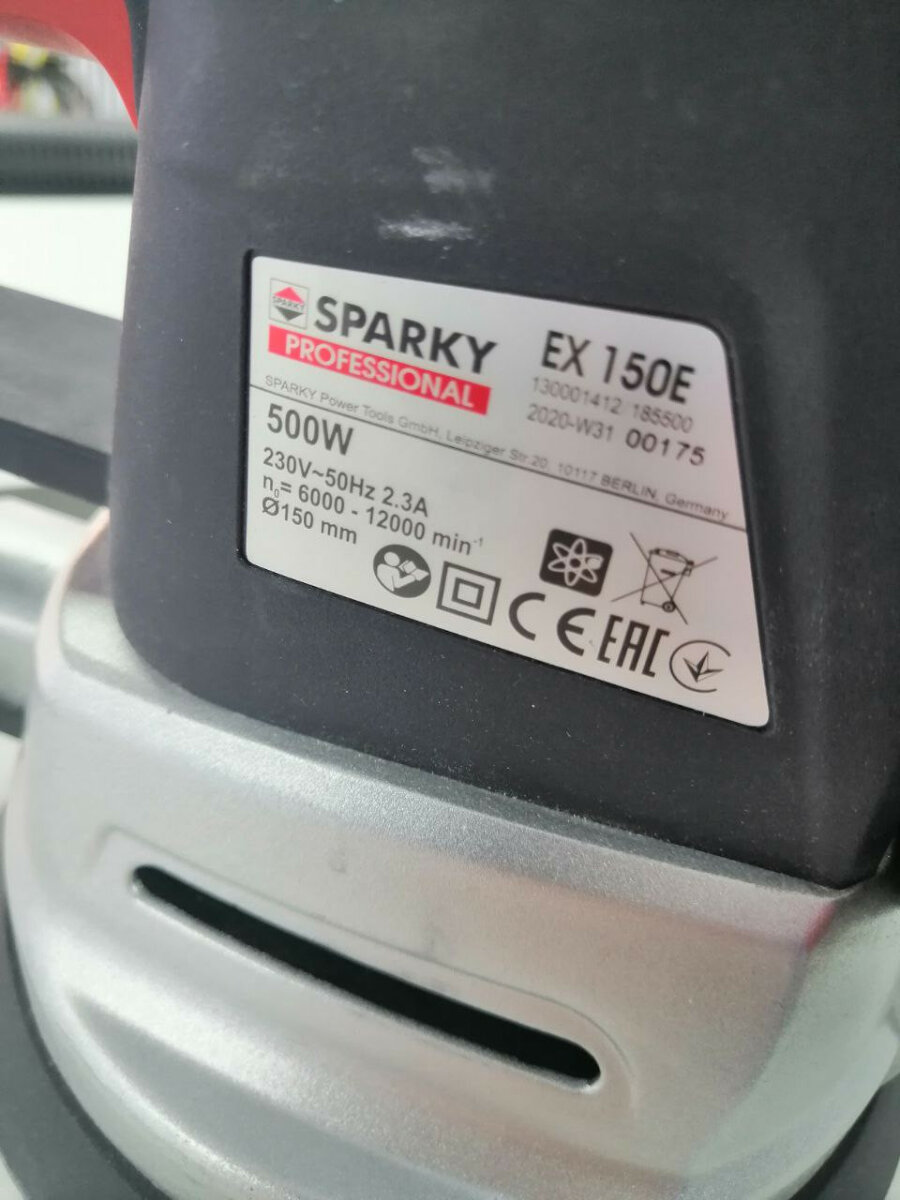 SPARKY
SPARKY
PROFESSIONAL
EX 150E
130001412 185500
2020-W31 00175
SPARKY Power Tools GmbH, Leipziger Str 20, 10117 BERLIN, Germany
500W
230V~50Hz 2.3A
n₀= 6000 - 12000 min⁻¹
Ø150 mm
CE EAC